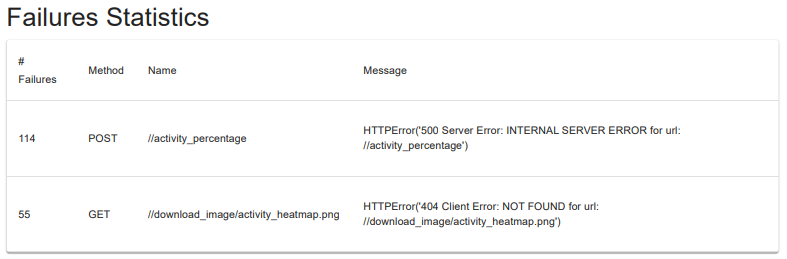 Failures Statistics
#
Failures
Method
Name
Message
114
POST
//activity_percentage
HTTPError('500 Server Error: INTERNAL SERVER ERROR for url:
//activity_percentage')
55
GET
//download_image/activity_heatmap.png
HTTPError('404 Client Error: NOT FOUND for url:
//download_image/activity_heatmap.png')